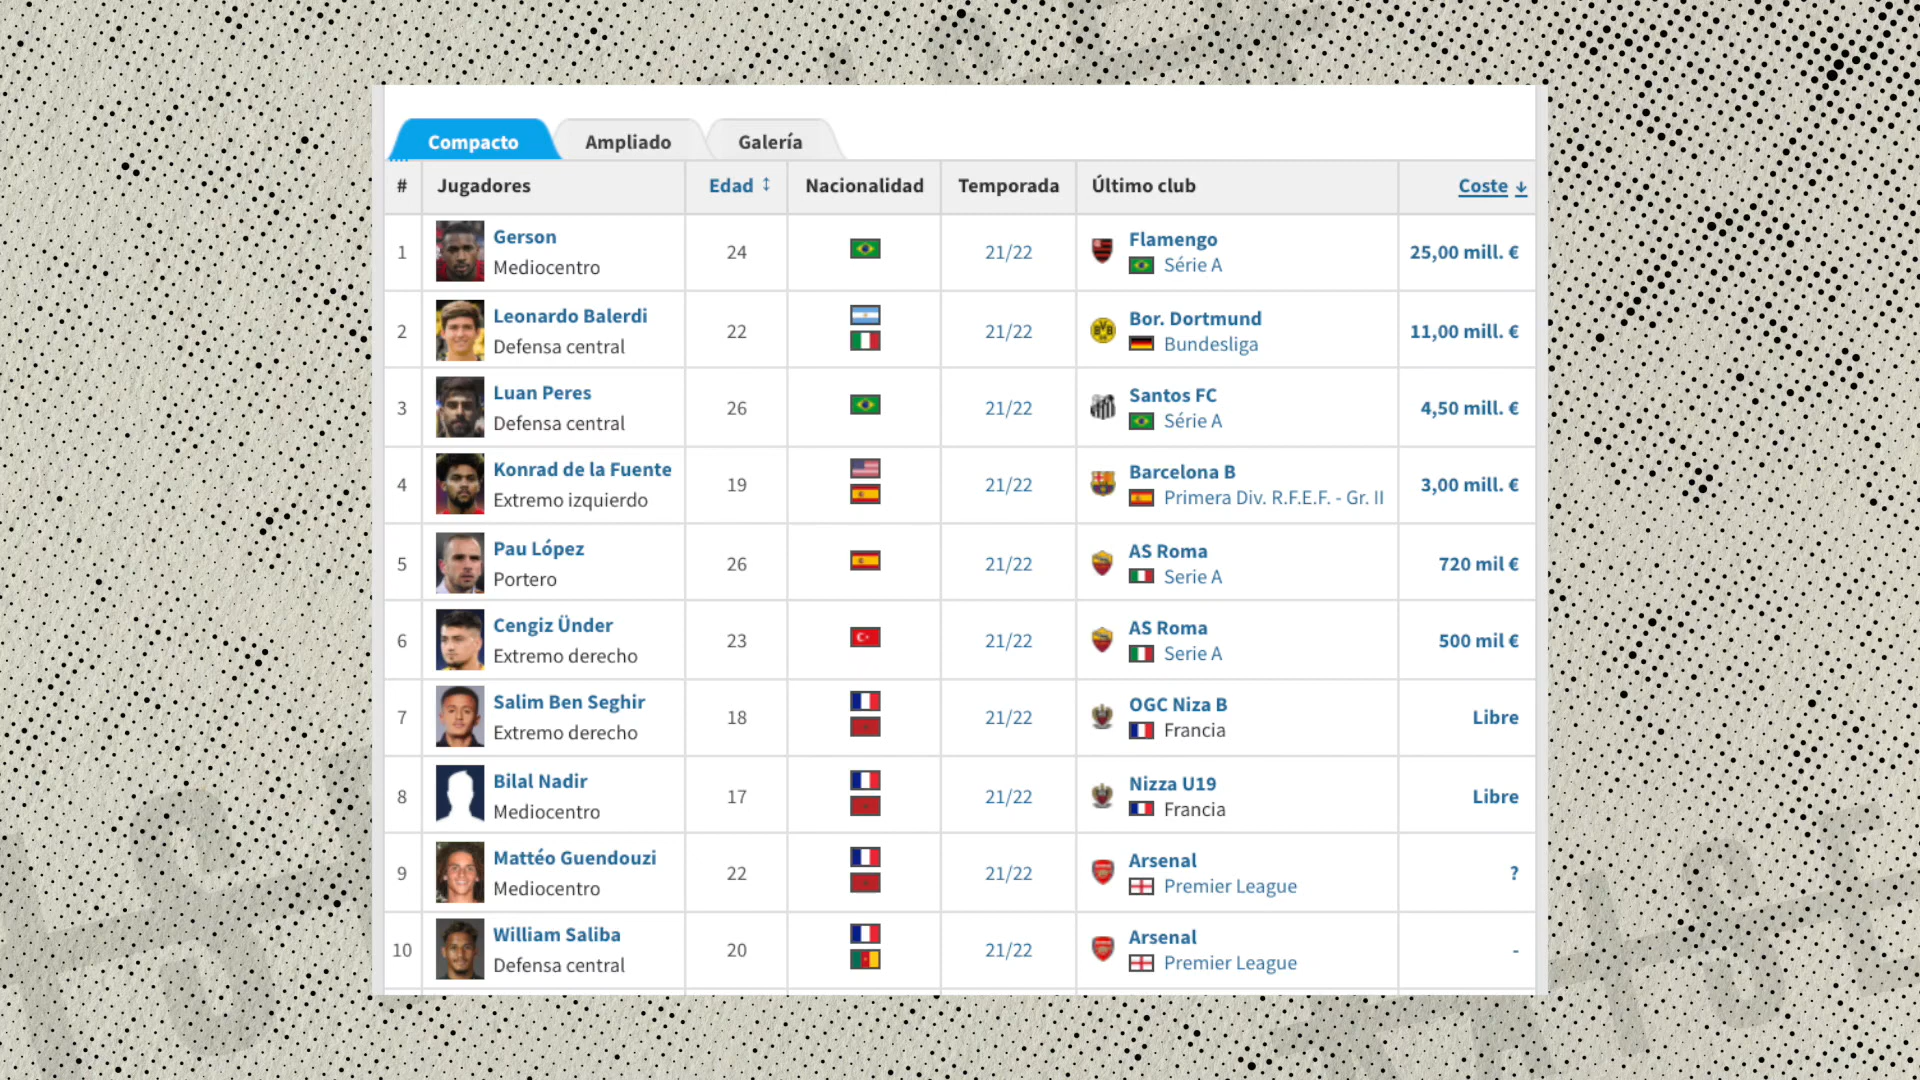 Compacto Ampliado Galería
# Jugadores Edad Nacionalidad Temporada Último club Coste
1 Gerson 24 21/22 Flamengo 25,00 mill. €
Mediocentro Série A
2 Leonardo Balerdi 22 21/22 Bor. Dortmund 11,00 mill. €
Defensa central Bundesliga
3 Luan Peres 26 21/22 Santos FC 4,50 mill. €
Defensa central Série A
4 Konrad de la Fuente 19 21/22 Barcelona B 3,00 mill. €
Extremo izquierdo Primera Div. R.F.E.F. - Gr. II
5 Pau López 26 21/22 AS Roma 720 mil €
Portero Serie A
6 Cengiz Ünder 23 21/22 AS Roma 500 mil €
Extremo derecho Serie A
7 Salim Ben Seghir 18 21/22 OGC Niza B Libre
Extremo derecho Francia
8 Bilal Nadir 17 21/22 Nizza U19 Libre
Mediocentro Francia
9 Mattéo Guendouzi 22 21/22 Arsenal ?
Mediocentro Premier League
10 William Saliba 20 21/22 Arsenal -
Defensa central Premier League